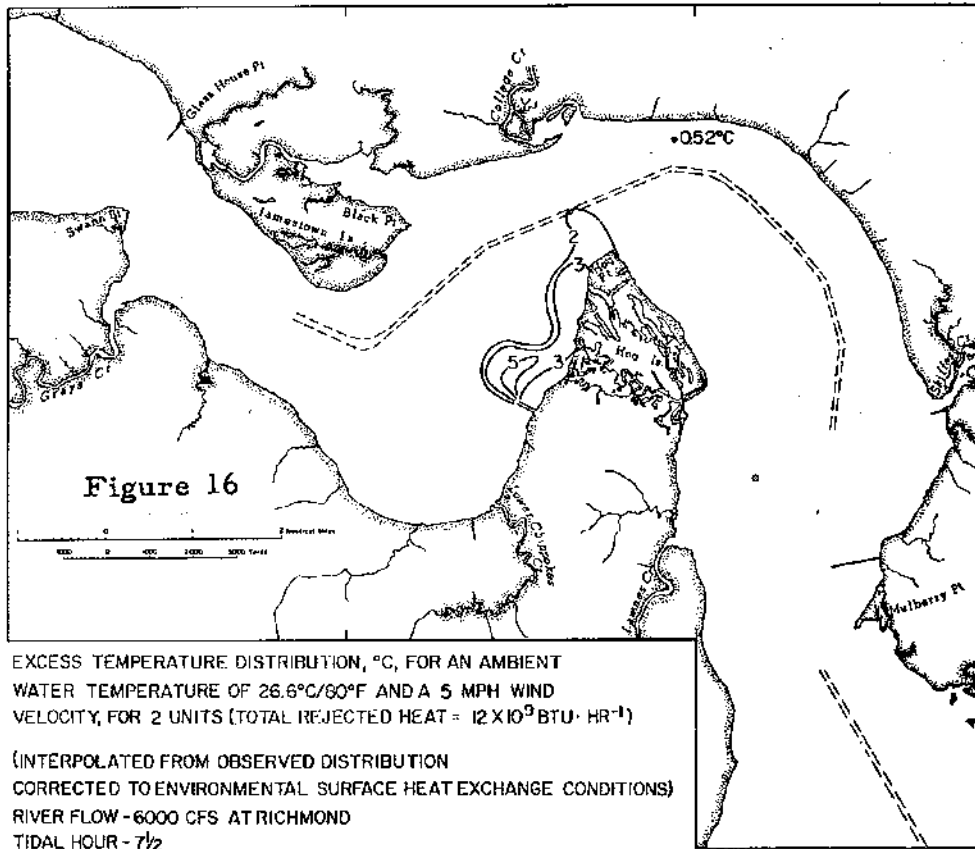 Glass House Pt
College Cr
0.52°C
Swann Pt
Black Pt
Jamestown Is
2
3
Hog Pt
Hog Is
5
3
Grays Cr
Figure 16
Lower Chippokes Cr
Lawnes Cr
Mulberry Pt
EXCESS TEMPERATURE DISTRIBUTION, °C, FOR AN AMBIENT
WATER TEMPERATURE OF 26.6°C/80°F AND A 5 MPH WIND
VELOCITY, FOR 2 UNITS (TOTAL REJECTED HEAT = 12 X 10⁹ BTU · HR⁻¹)
(INTERPOLATED FROM OBSERVED DISTRIBUTION
CORRECTED TO ENVIRONMENTAL SURFACE HEAT EXCHANGE CONDITIONS)
RIVER FLOW - 6000 CFS AT RICHMOND
TIDAL HOUR - 7½